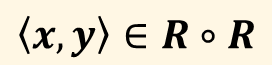 ⟨x, y⟩ ∈ R ∘ R